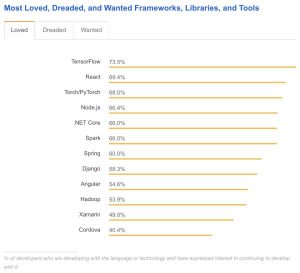 Most Loved, Dreaded, and Wanted Frameworks, Libraries, and Tools
Loved Dreaded Wanted
TensorFlow 73.5%
React 69.4%
Torch/PyTorch 68.0%
Node.js 66.4%
.NET Core 66.0%
Spark 66.0%
Spring 60.0%
Django 58.3%
Angular 54.6%
Hadoop 53.9%
Xamarin 49.0%
Cordova 40.4%
% of developers who are developing with the language or technology and have expressed interest in continuing to develop
with it